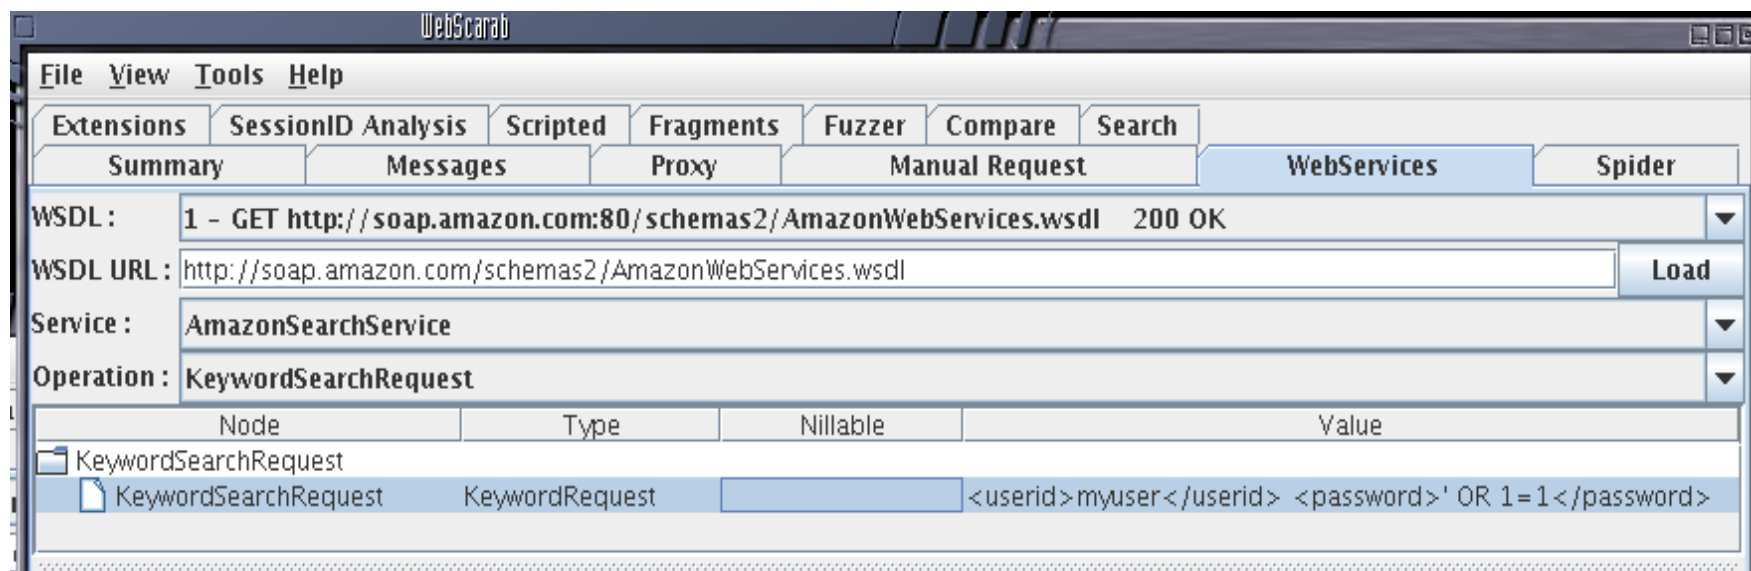 WebScarab
File View Tools Help
Extensions SessionID Analysis Scripted Fragments Fuzzer Compare Search
Summary Messages Proxy Manual Request WebServices Spider
WSDL : 1 - GET http://soap.amazon.com:80/schemas2/AmazonWebServices.wsdl 200 OK
WSDL URL : http://soap.amazon.com/schemas2/AmazonWebServices.wsdl Load
Service : AmazonSearchService
Operation : KeywordSearchRequest
Node Type Nillable Value
KeywordSearchRequest
KeywordSearchRequest KeywordRequest <userid>myuser</userid> <password>' OR 1=1</password>